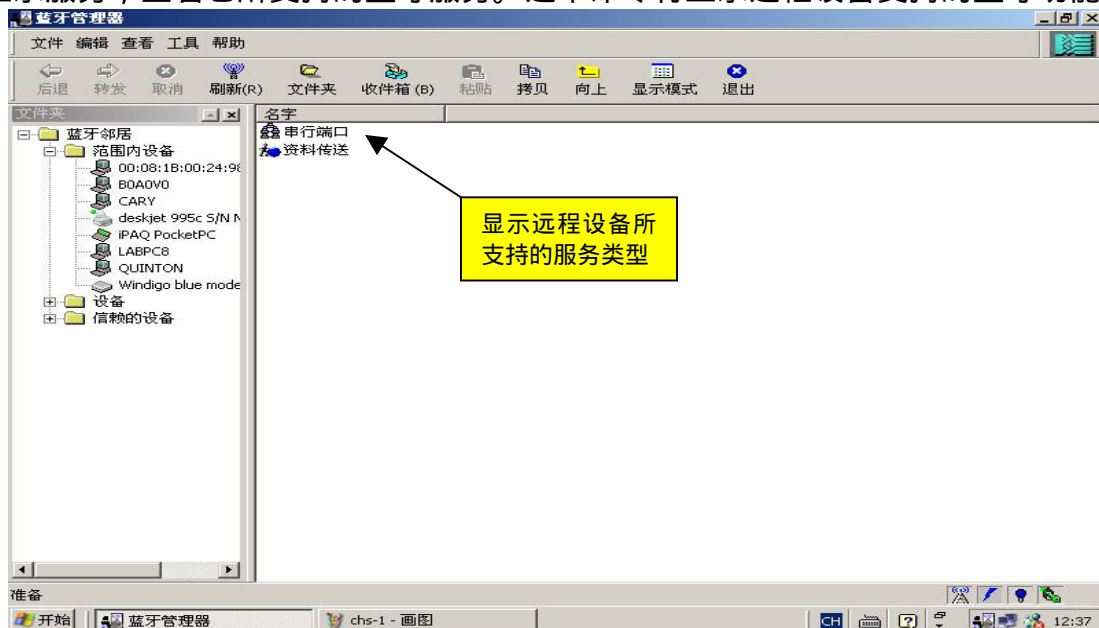 蓝牙管理器
文件 编辑 查看 工具 帮助
后退 转发 取消 刷新(R) 文件夹 收件箱 (B) 粘贴 拷贝 向上 显示模式 退出
文件夹
名字
蓝牙邻居
范围内设备
00:08:1B:00:24:98
B0A0V0
CARY
deskjet 995c S/N
iPAQ PocketPC
LABPC8
QUINTON
Windigo blue mode
设备
信赖的设备
串行端口
资料传送
显示远程设备所
支持的服务类型
准备
开始 蓝牙管理器 chs-1 - 画图 CH 12:37